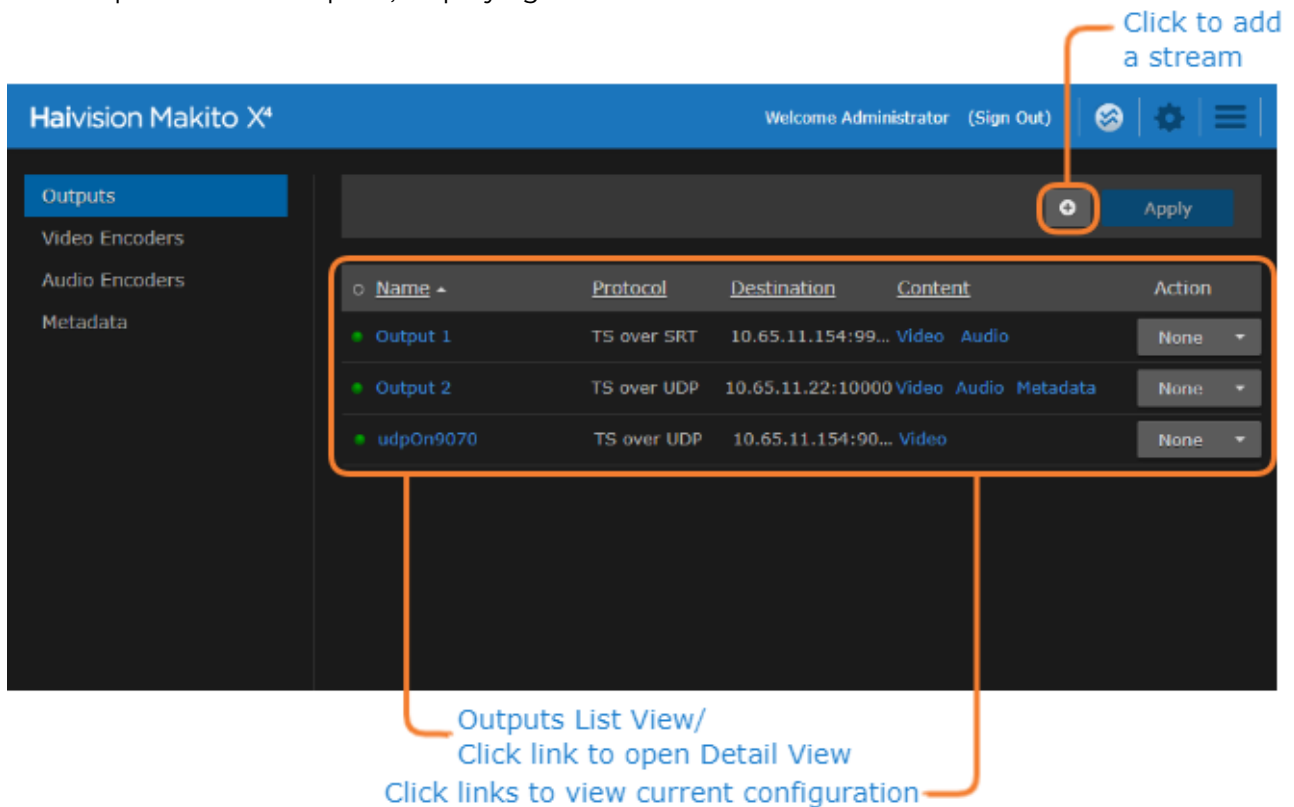 Click to add
a stream
Haivision Makito X⁴
Welcome Administrator (Sign Out)
Outputs
Video Encoders
Audio Encoders
Metadata
Apply
Name Protocol Destination Content Action
Output 1 TS over SRT 10.65.11.154:99... Video Audio None
Output 2 TS over UDP 10.65.11.22:10000 Video Audio Metadata None
udpOn9070 TS over UDP 10.65.11.154:90... Video None
Outputs List View/
Click link to open Detail View
Click links to view current configuration